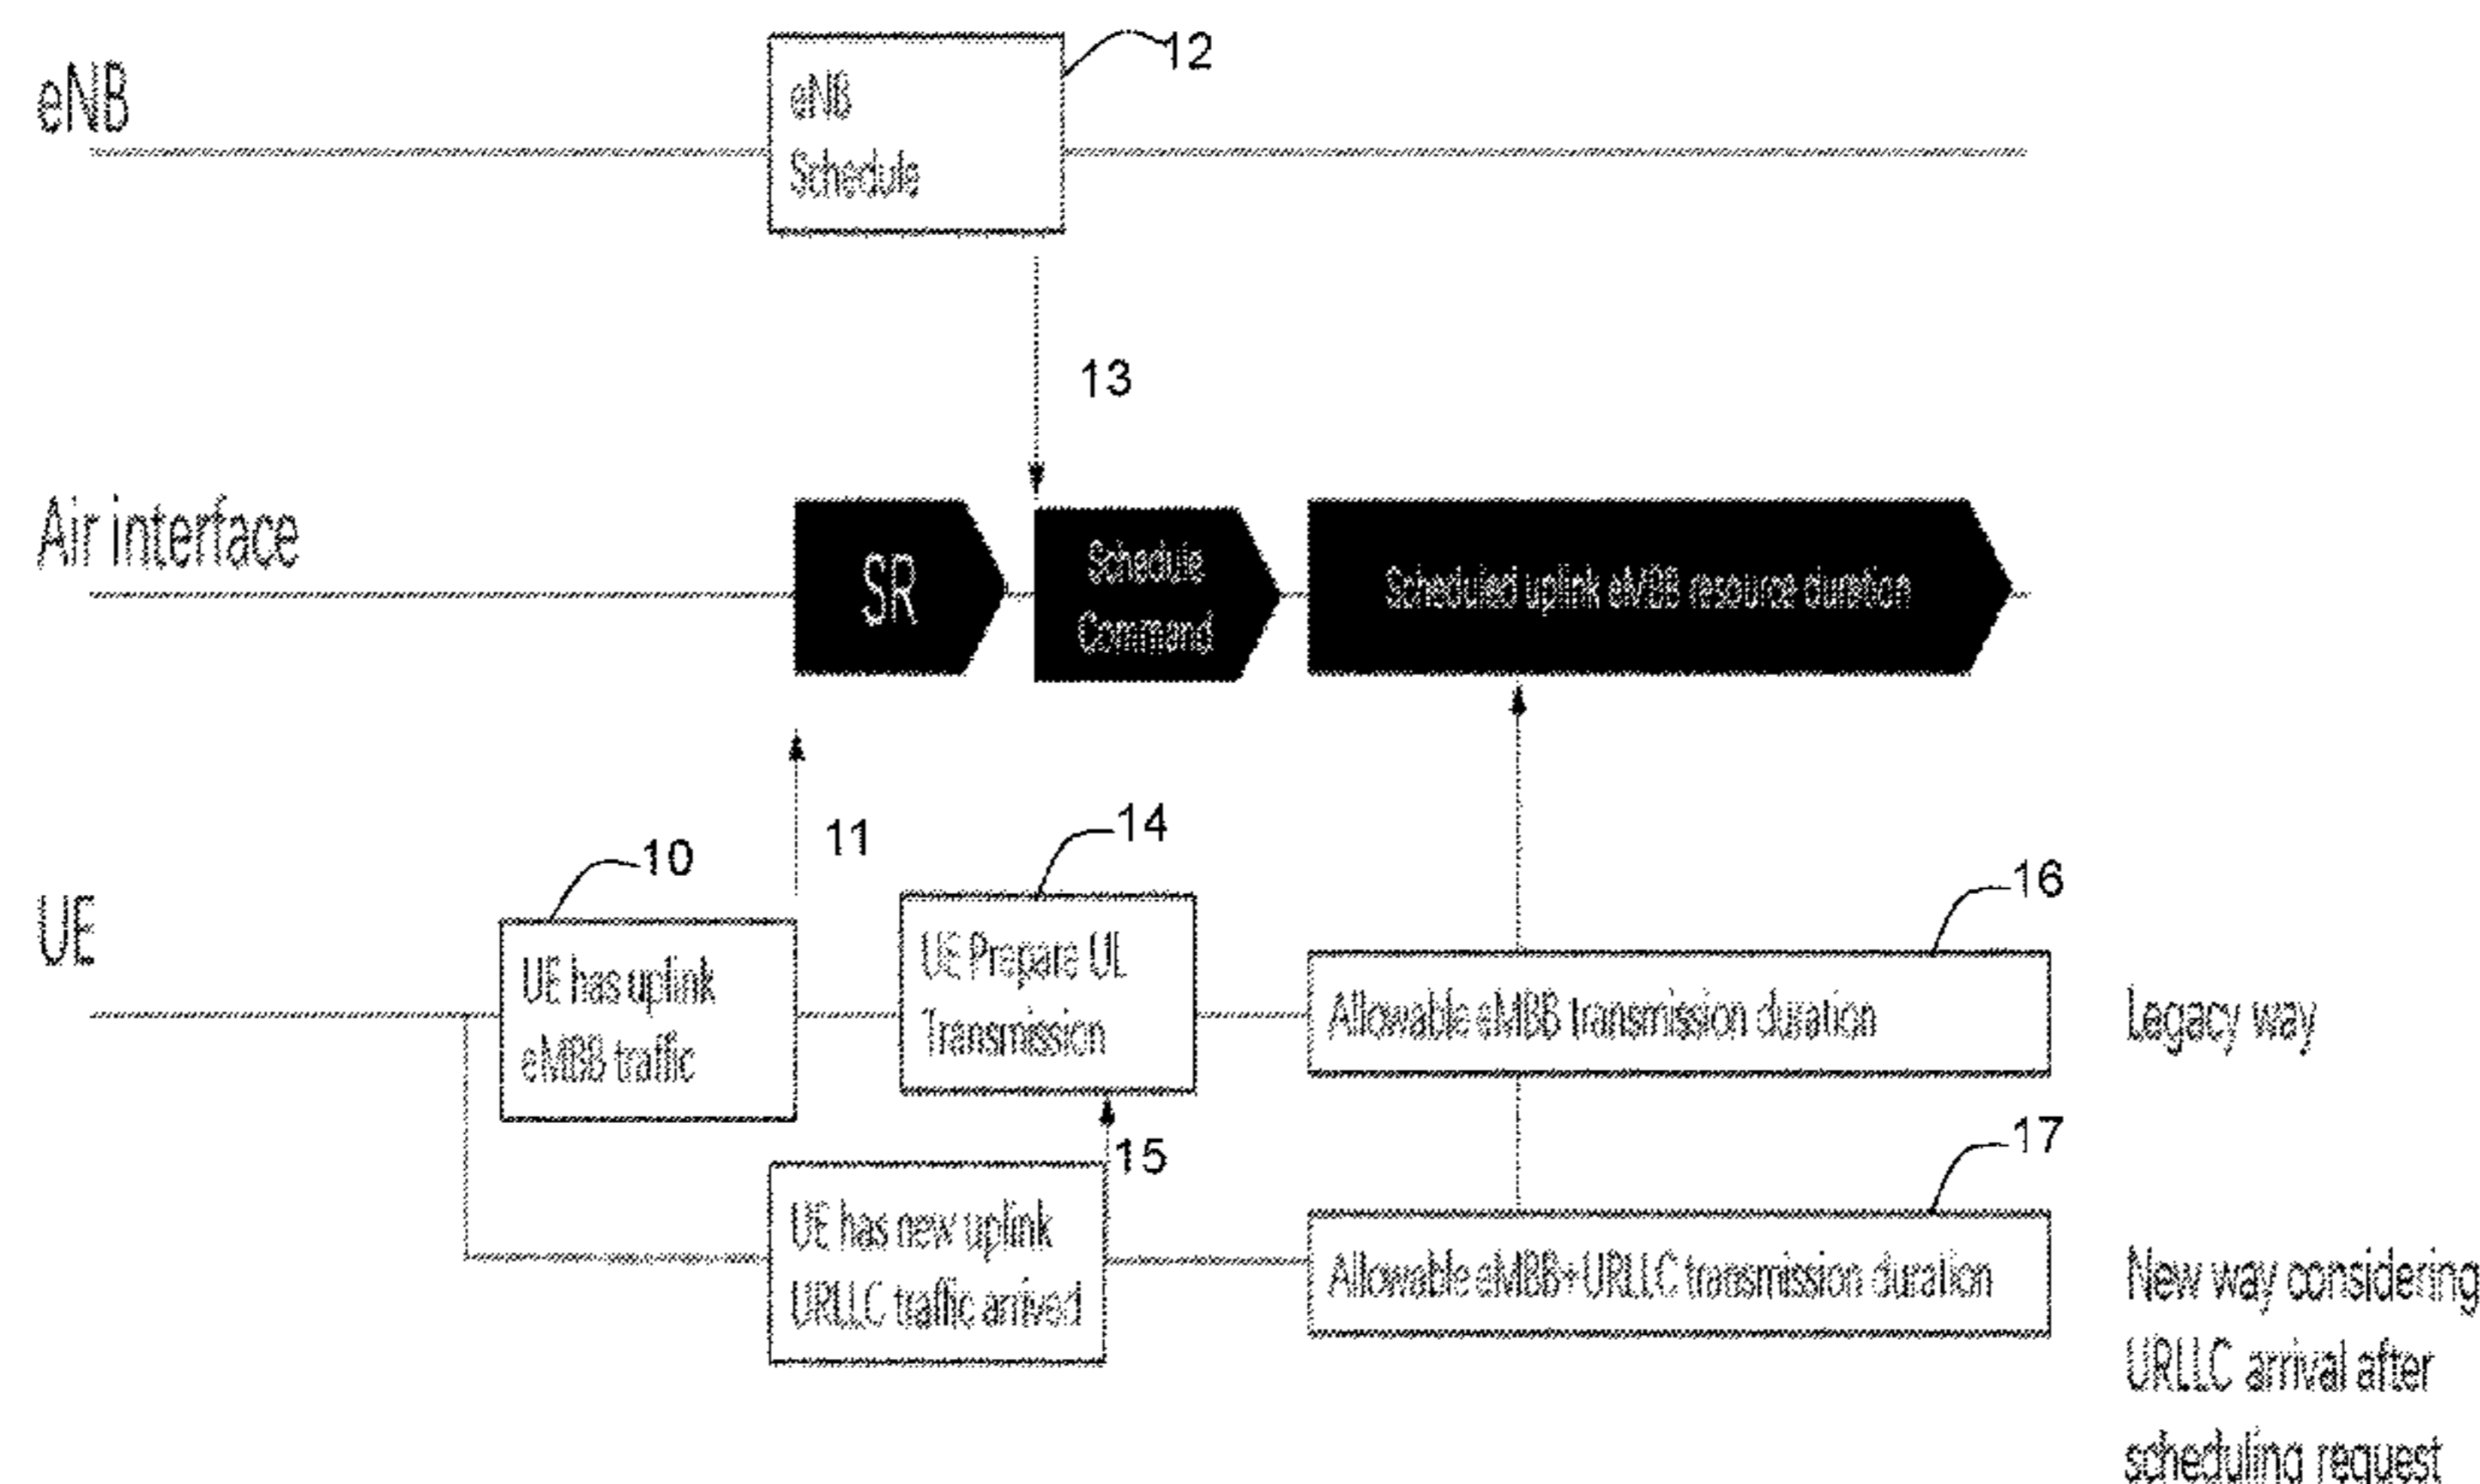 12
eNB
eNB
Schedule
13
Air interface
SR
Schedule
Command
Scheduled uplink eMBB resource duration
11
14
10
16
UE
UE has uplink
eMBB traffic
UE Prepare UL
Transmission
Allowable eMBB transmission duration
Legacy way
15
17
UE has new uplink
URLLC traffic arrived
Allowable eMBB+URLLC transmission duration
New way considering
URLLC arrival after
scheduling request